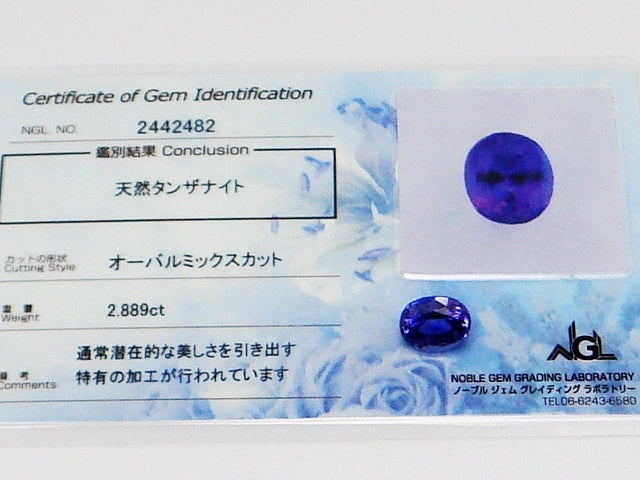 Certificate of Gem Identification
NGL. NO. 2442482
鑑別結果 Conclusion
天然タンザナイト
カットの形状
Cutting Style オーバルミックスカット
重量
Weight 2.889ct
通常潜在的な美しさを引き出す
備考
Comments 特有の加工が行われています
NGL
NOBLE GEM GRADING LABORATORY
ノーブル ジェム グレイディング ラボラトリー
TEL06-6243-6580